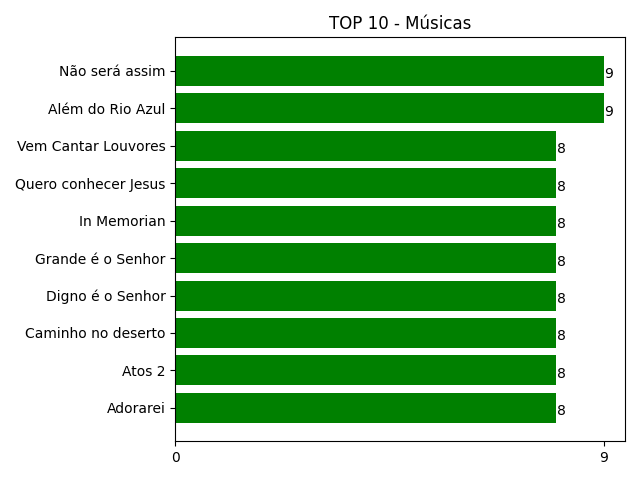 TOP 10 - Músicas
Não será assim 9
Além do Rio Azul 9
Vem Cantar Louvores 8
Quero conhecer Jesus 8
In Memorian 8
Grande é o Senhor 8
Digno é o Senhor 8
Caminho no deserto 8
Atos 2 8
Adorarei 8
0 9